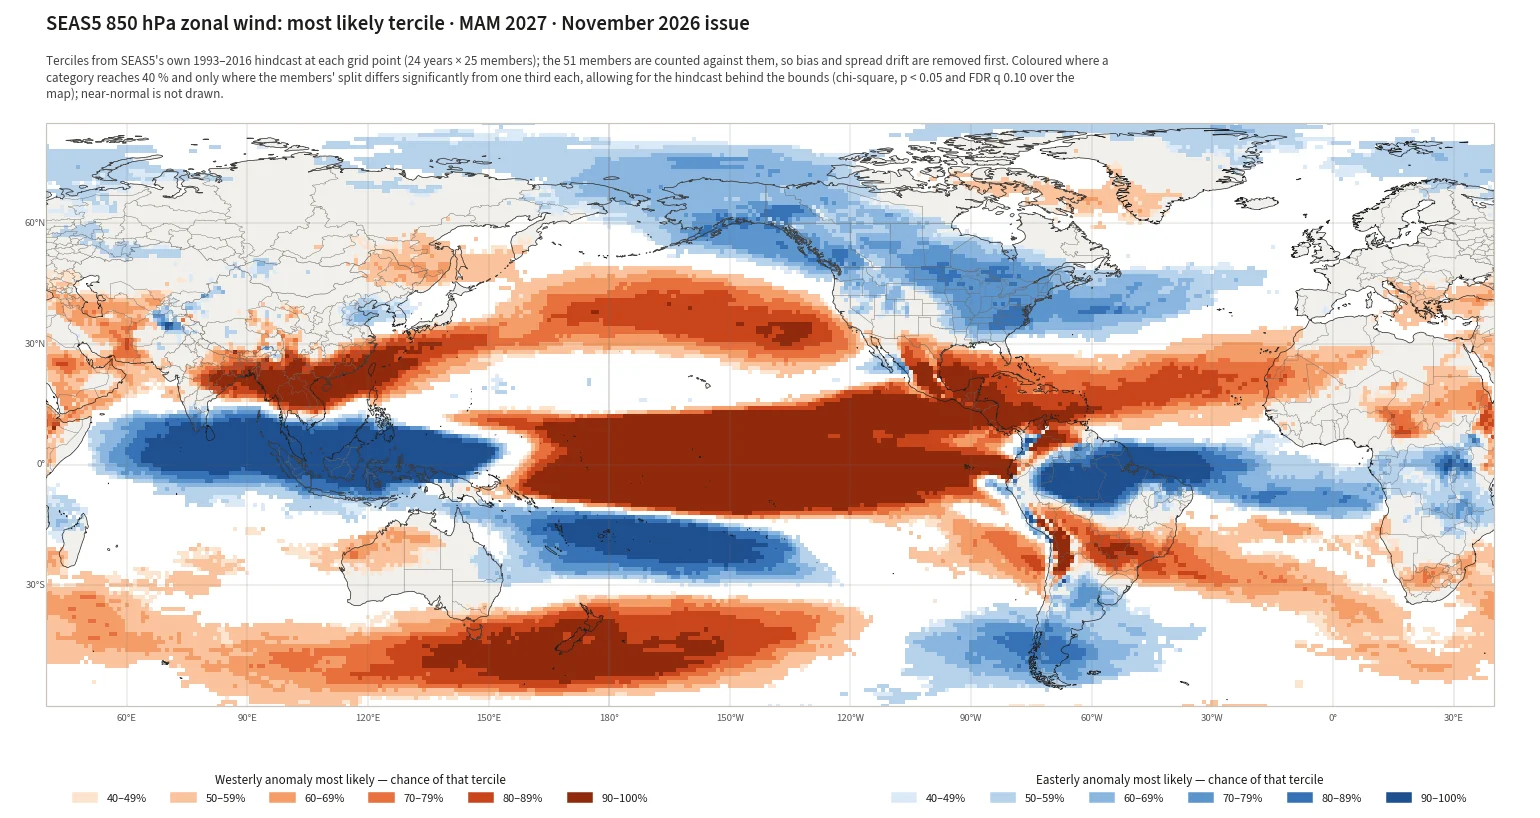 SEAS5 850 hPa zonal wind: most likely tercile · MAM 2027 · November 2026 issue
Terciles from SEAS5's own 1993–2016 hindcast at each grid point (24 years × 25 members); the 51 members are counted against them, so bias and spread drift are removed first. Coloured where a
category reaches 40 % and only where the members' split differs significantly from one third each, allowing for the hindcast behind the bounds (chi-square, p < 0.05 and FDR q 0.10 over the
map); near-normal is not drawn.
60°N
30°N
0°
30°S
60°E 90°E 120°E 150°E 180° 150°W 120°W 90°W 60°W 30°W 0° 30°E
Westerly anomaly most likely — chance of that tercile
40–49% 50–59% 60–69% 70–79% 80–89% 90–100%
Easterly anomaly most likely — chance of that tercile
40–49% 50–59% 60–69% 70–79% 80–89% 90–100%